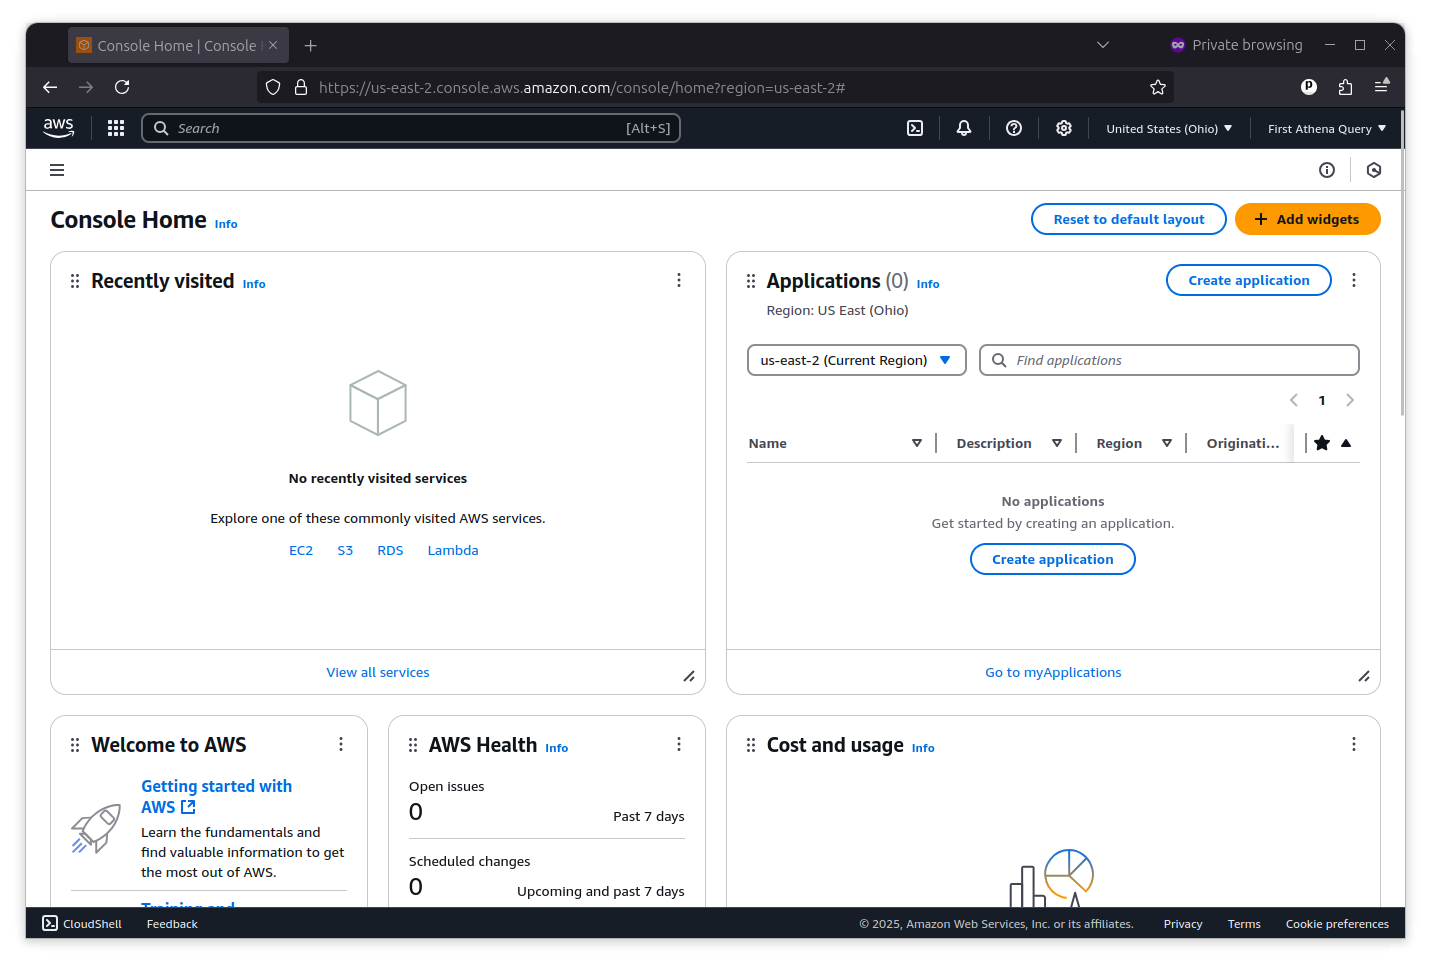 Console Home | Console
Private browsing
https://us-east-2.console.aws.amazon.com/console/home?region=us-east-2#
aws
Search
[Alt+S]
United States (Ohio)
First Athena Query
Console Home Info
Reset to default layout
+ Add widgets
Recently visited Info
No recently visited services
Explore one of these commonly visited AWS services.
EC2 S3 RDS Lambda
View all services
Applications (0) Info
Create application
Region: US East (Ohio)
us-east-2 (Current Region)
Find applications
1
Name Description Region Originati...
No applications
Get started by creating an application.
Create application
Go to myApplications
Welcome to AWS
Getting started with
AWS
Learn the fundamentals and
find valuable information to get
the most out of AWS.
Training and
AWS Health Info
Open issues
0 Past 7 days
Scheduled changes
0 Upcoming and past 7 days
Cost and usage Info
CloudShell Feedback © 2025, Amazon Web Services, Inc. or its affiliates. Privacy Terms Cookie preferences